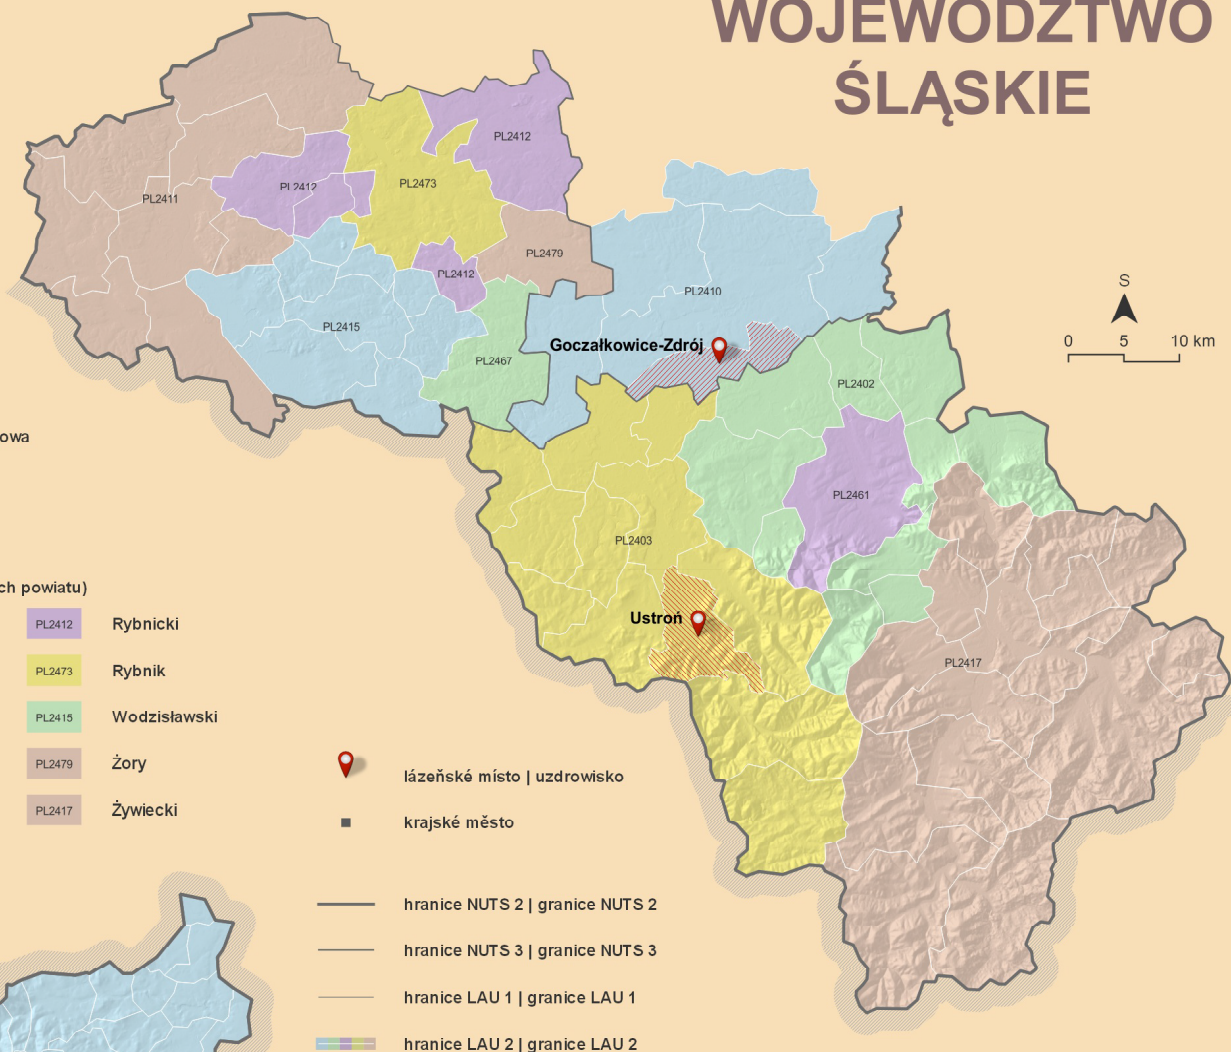 WOJEWÓDZTWO
ŚLĄSKIE
PL2412
PL2473
PL2412
PL2411
PL2479
PL2412
PL2410
PL2415
Goczałkowice-Zdrój
PL2467
PL2402
S
0 5 10 km
owa
PL2461
PL2403
Ustroń
PL2417
ch powiatu)
PL2412 Rybnicki
PL2473 Rybnik
PL2415 Wodzisławski
PL2479 Żory
PL2417 Żywiecki
lázeňské místo | uzdrowisko
krajské město
hranice NUTS 2 | granice NUTS 2
hranice NUTS 3 | granice NUTS 3
hranice LAU 1 | granice LAU 1
hranice LAU 2 | granice LAU 2